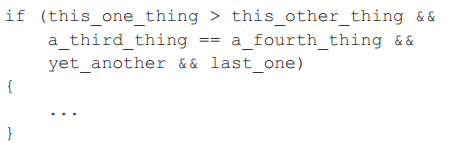 if (this_one_thing > this_other_thing &&
    a_third_thing == a_fourth_thing &&
    yet_another && last_one)
{
    ...
}